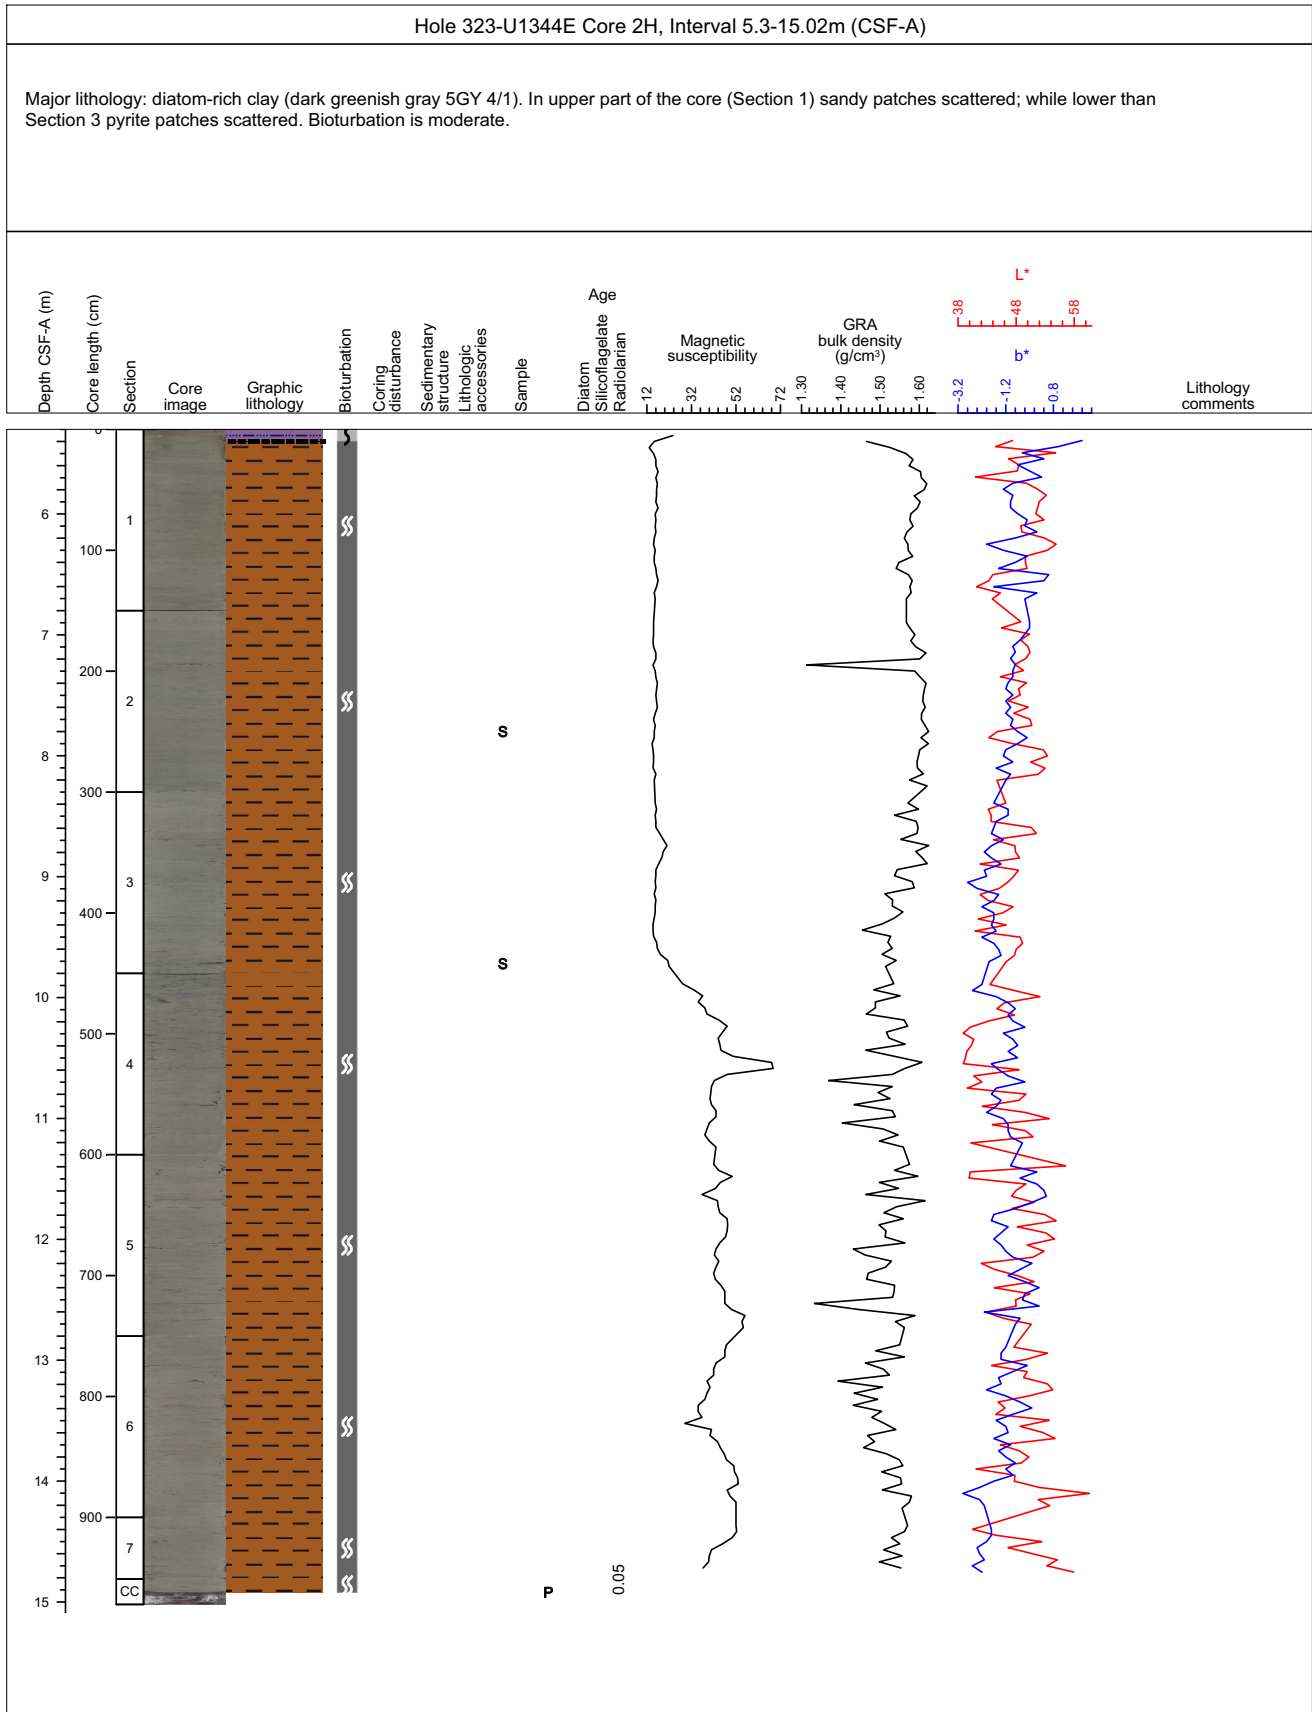 Hole 323-U1344E Core 2H, Interval 5.3-15.02m (CSF-A)
Major lithology: diatom-rich clay (dark greenish gray 5GY 4/1). In upper part of the core (Section 1) sandy patches scattered; while lower than
Section 3 pyrite patches scattered. Bioturbation is moderate.
Depth CSF-A (m)
Core length (cm)
Section
Core
image
Graphic
lithology
Bioturbation
Coring
disturbance
Sedimentary
structure
Lithologic
accessories
Sample
Age
Diatom
Silicoflagelate
Radiolarian
Magnetic
susceptibility
12 32 52 72
GRA
bulk density
(g/cm³)
1.30 1.40 1.50 1.60
L*
38 48 58
b*
-3.2 -1.2 0.8
Lithology
comments
0
6
1
100
7
200
2
S
8
300
9
3
400
S
10
500
4
11
600
12
5
700
13
800
6
14
900
7
CC
P
0.05
15